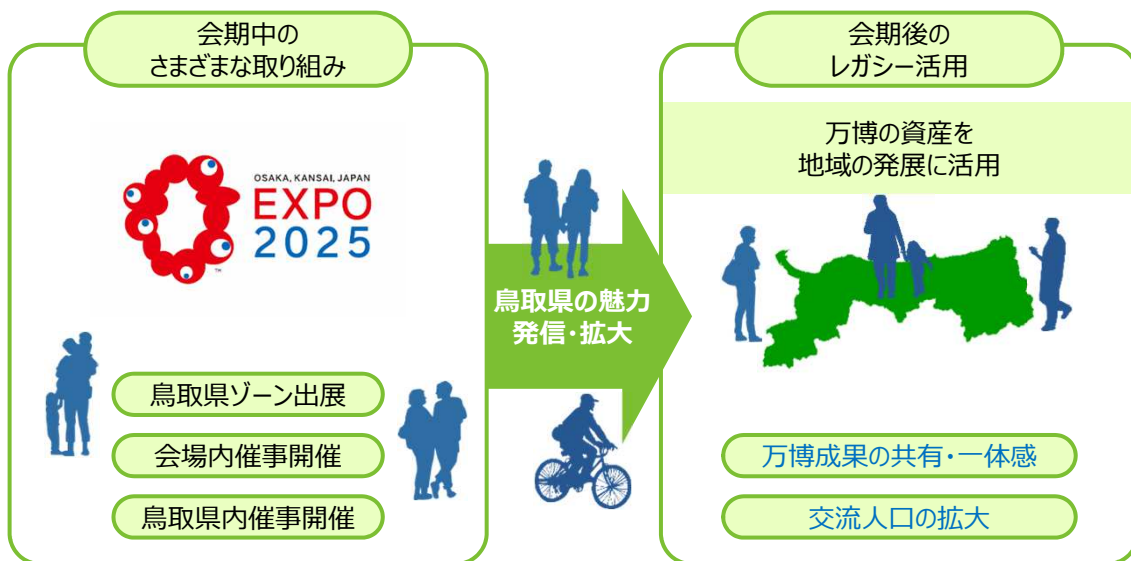 会期中の
さまざまな取り組み
OSAKA, KANSAI, JAPAN
EXPO
2025
TM
鳥取県ゾーン出展
会場内催事開催
鳥取県内催事開催
鳥取県の魅力
発信・拡大
会期後の
レガシー活用
万博の資産を
地域の発展に活用
万博成果の共有・一体感
交流人口の拡大